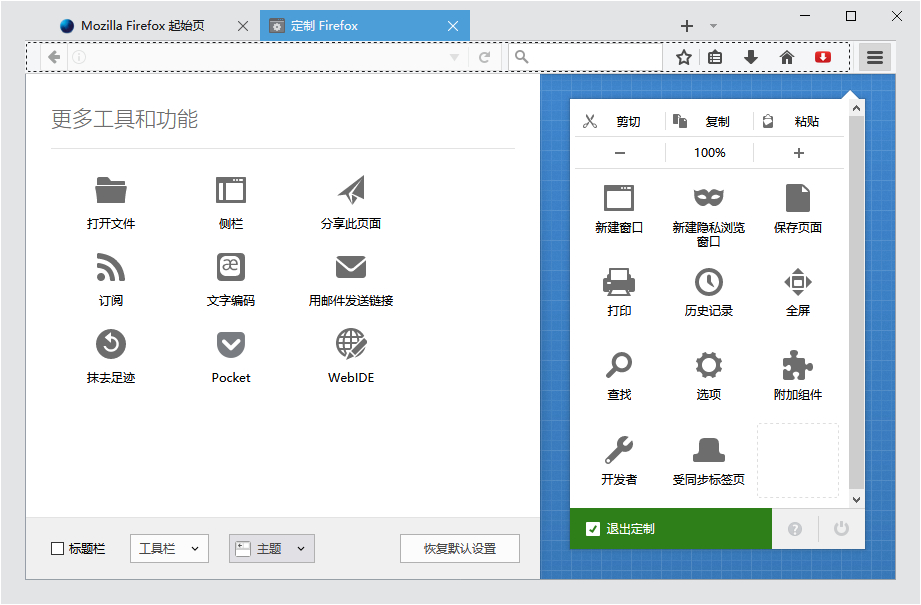 Mozilla Firefox 起始页
定制 Firefox
更多工具和功能
打开文件
侧栏
分享此页面
订阅
æ
文字编码
用邮件发送链接
抹去足迹
Pocket
WebIDE
标题栏
工具栏
主题
恢复默认设置
剪切
复制
粘贴
− 100% +
新建窗口
新建隐私浏览
窗口
保存页面
打印
历史记录
全屏
查找
选项
附加组件
开发者
受同步标签页
退出定制
?